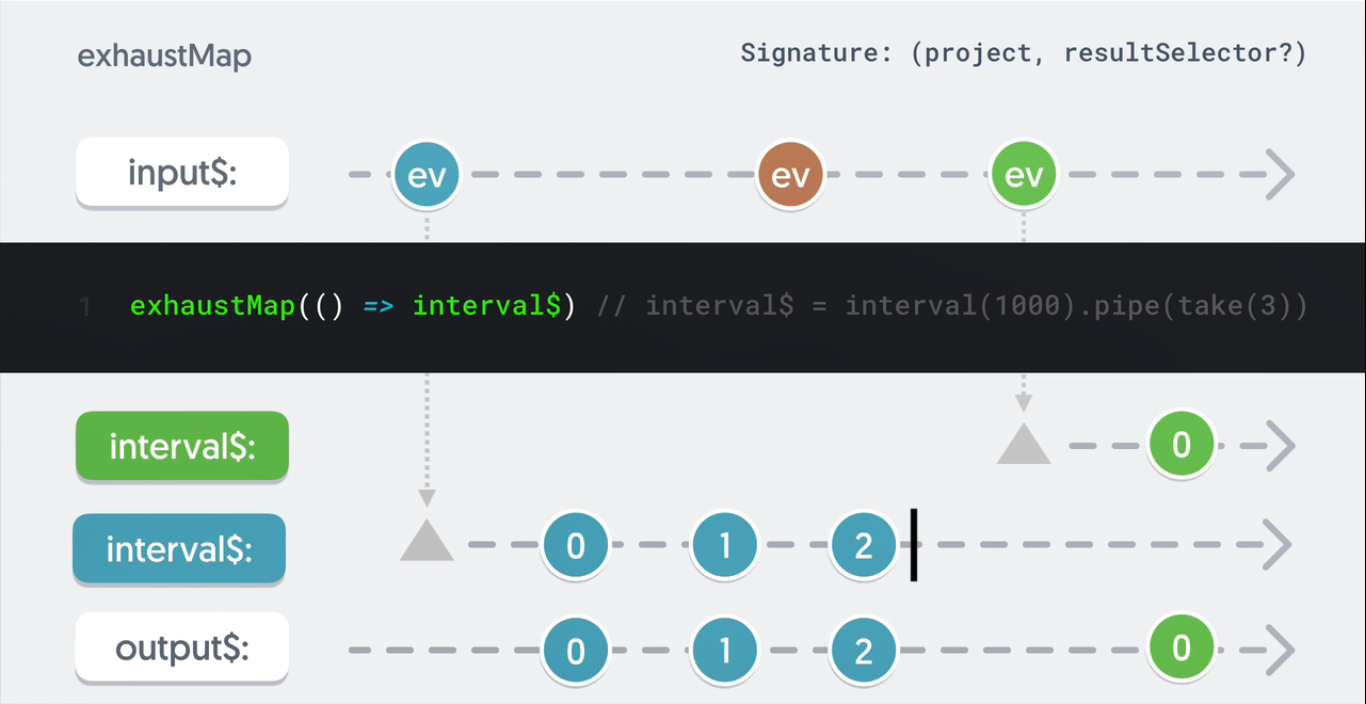 exhaustMap
Signature: (project, resultSelector?)
input$:
ev ev ev
1 exhaustMap(() => interval$) // interval$ = interval(1000).pipe(take(3))
interval$:
0
interval$:
0 1 2
output$:
0 1 2 0